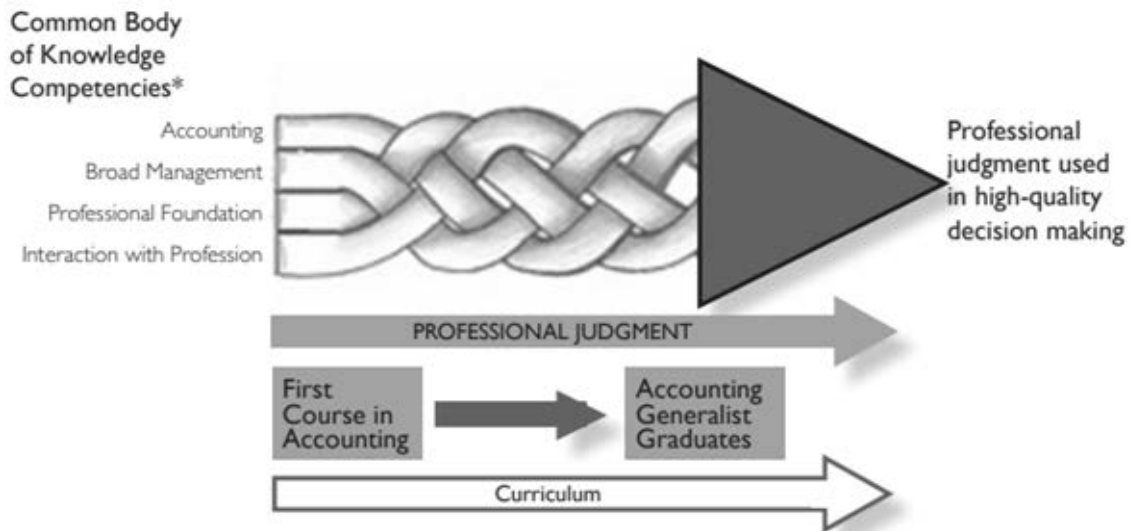 Common Body
of Knowledge
Competencies*
Accounting
Broad Management
Professional Foundation
Interaction with Profession
Professional
judgment used
in high-quality
decision making
PROFESSIONAL JUDGMENT
First
Course in
Accounting
Accounting
Generalist
Graduates
Curriculum